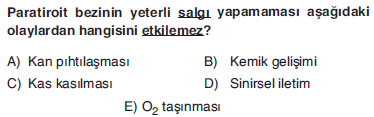 Paratiroit bezinin yeterli salgı yapamaması aşağıdaki
olaylardan hangisini etkilemez?
A) Kan pıhtılaşması B) Kemik gelişimi
C) Kas kasılması D) Sinirsel iletim
E) O₂ taşınması